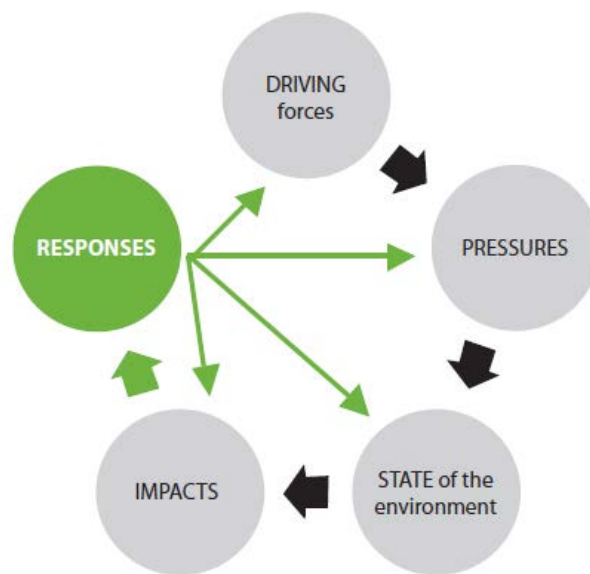 DRIVING
forces
RESPONSES
PRESSURES
IMPACTS
STATE of the
environment